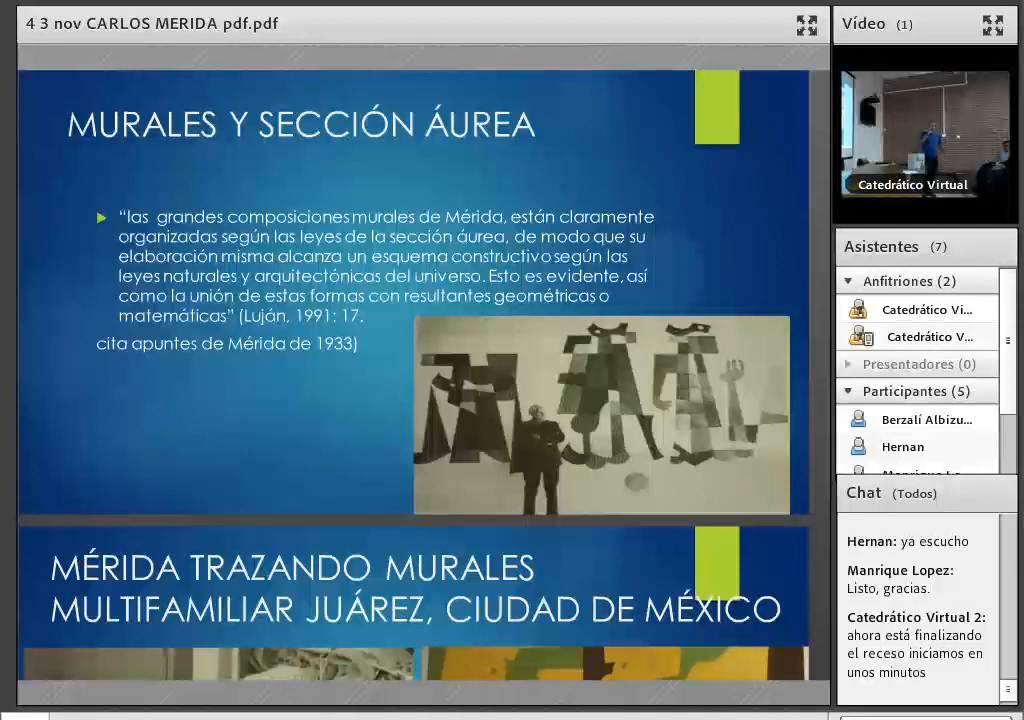 4 3 nov CARLOS MERIDA pdf.pdf
MURALES Y SECCIÓN ÁUREA
“las grandes composiciones murales de Mérida, están claramente
organizadas según las leyes de la sección áurea, de modo que su
elaboración misma alcanza un esquema constructivo según las
leyes naturales y arquitectónicas del universo. Esto es evidente, así
como la unión de estas formas con resultantes geométricas o
matemáticas” (Luján, 1991: 17.
cita apuntes de Mérida de 1933)
MÉRIDA TRAZANDO MURALES
MULTIFAMILIAR JUÁREZ, CIUDAD DE MÉXICO
Vídeo (1)
Catedrático Virtual
Asistentes (7)
Anfitriones (2)
Catedrático Vi...
Catedrático V...
Presentadores (0)
Participantes (5)
Berzalí Albizu...
Hernan
Chat (Todos)
Hernan: ya escucho
Manrique Lopez:
Listo, gracias.
Catedrático Virtual 2:
ahora está finalizando
el receso iniciamos en
unos minutos